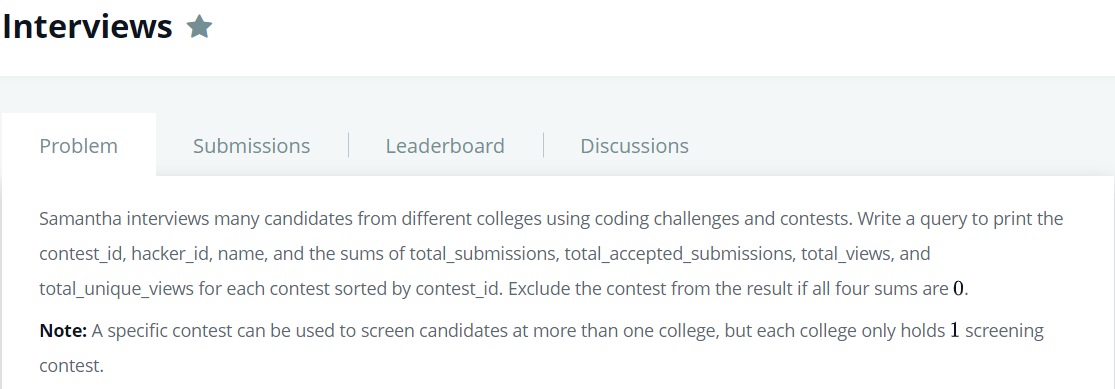 Interviews
Problem
Submissions
Leaderboard
Discussions
Samantha interviews many candidates from different colleges using coding challenges and contests. Write a query to print the
contest_id, hacker_id, name, and the sums of total_submissions, total_accepted_submissions, total_views, and
total_unique_views for each contest sorted by contest_id. Exclude the contest from the result if all four sums are 0.
Note: A specific contest can be used to screen candidates at more than one college, but each college only holds 1 screening
contest.